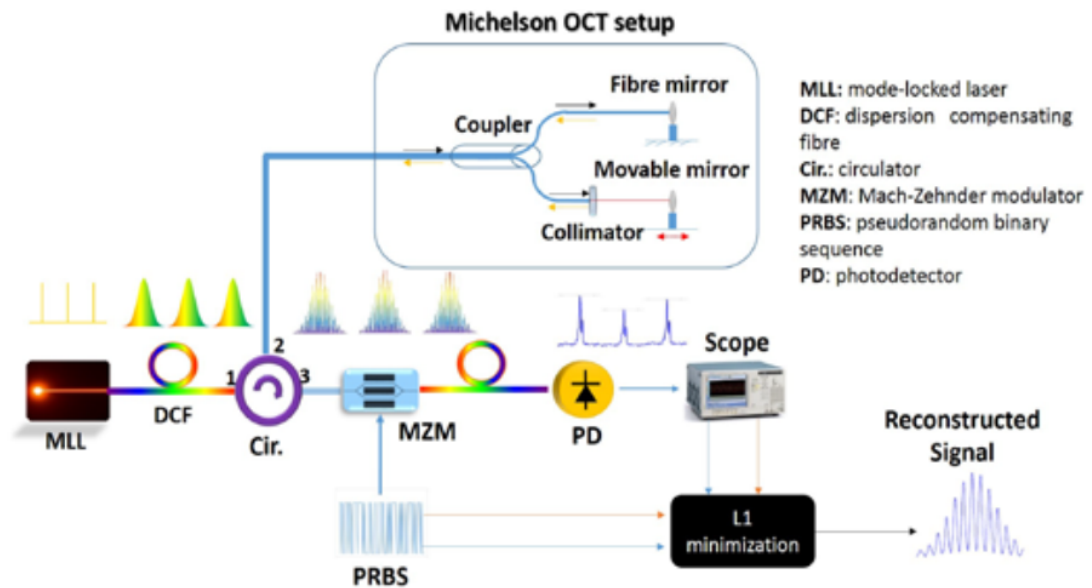 Michelson OCT setup
Fibre mirror
Coupler
Movable mirror
Collimator
MLL: mode-locked laser
DCF: dispersion compensating
fibre
Cir.: circulator
MZM: Mach-Zehnder modulator
PRBS: pseudorandom binary
sequence
PD: photodetector
2
1
3
Scope
DCF
MLL
Cir.
MZM
PD
Reconstructed
Signal
L1
minimization
PRBS